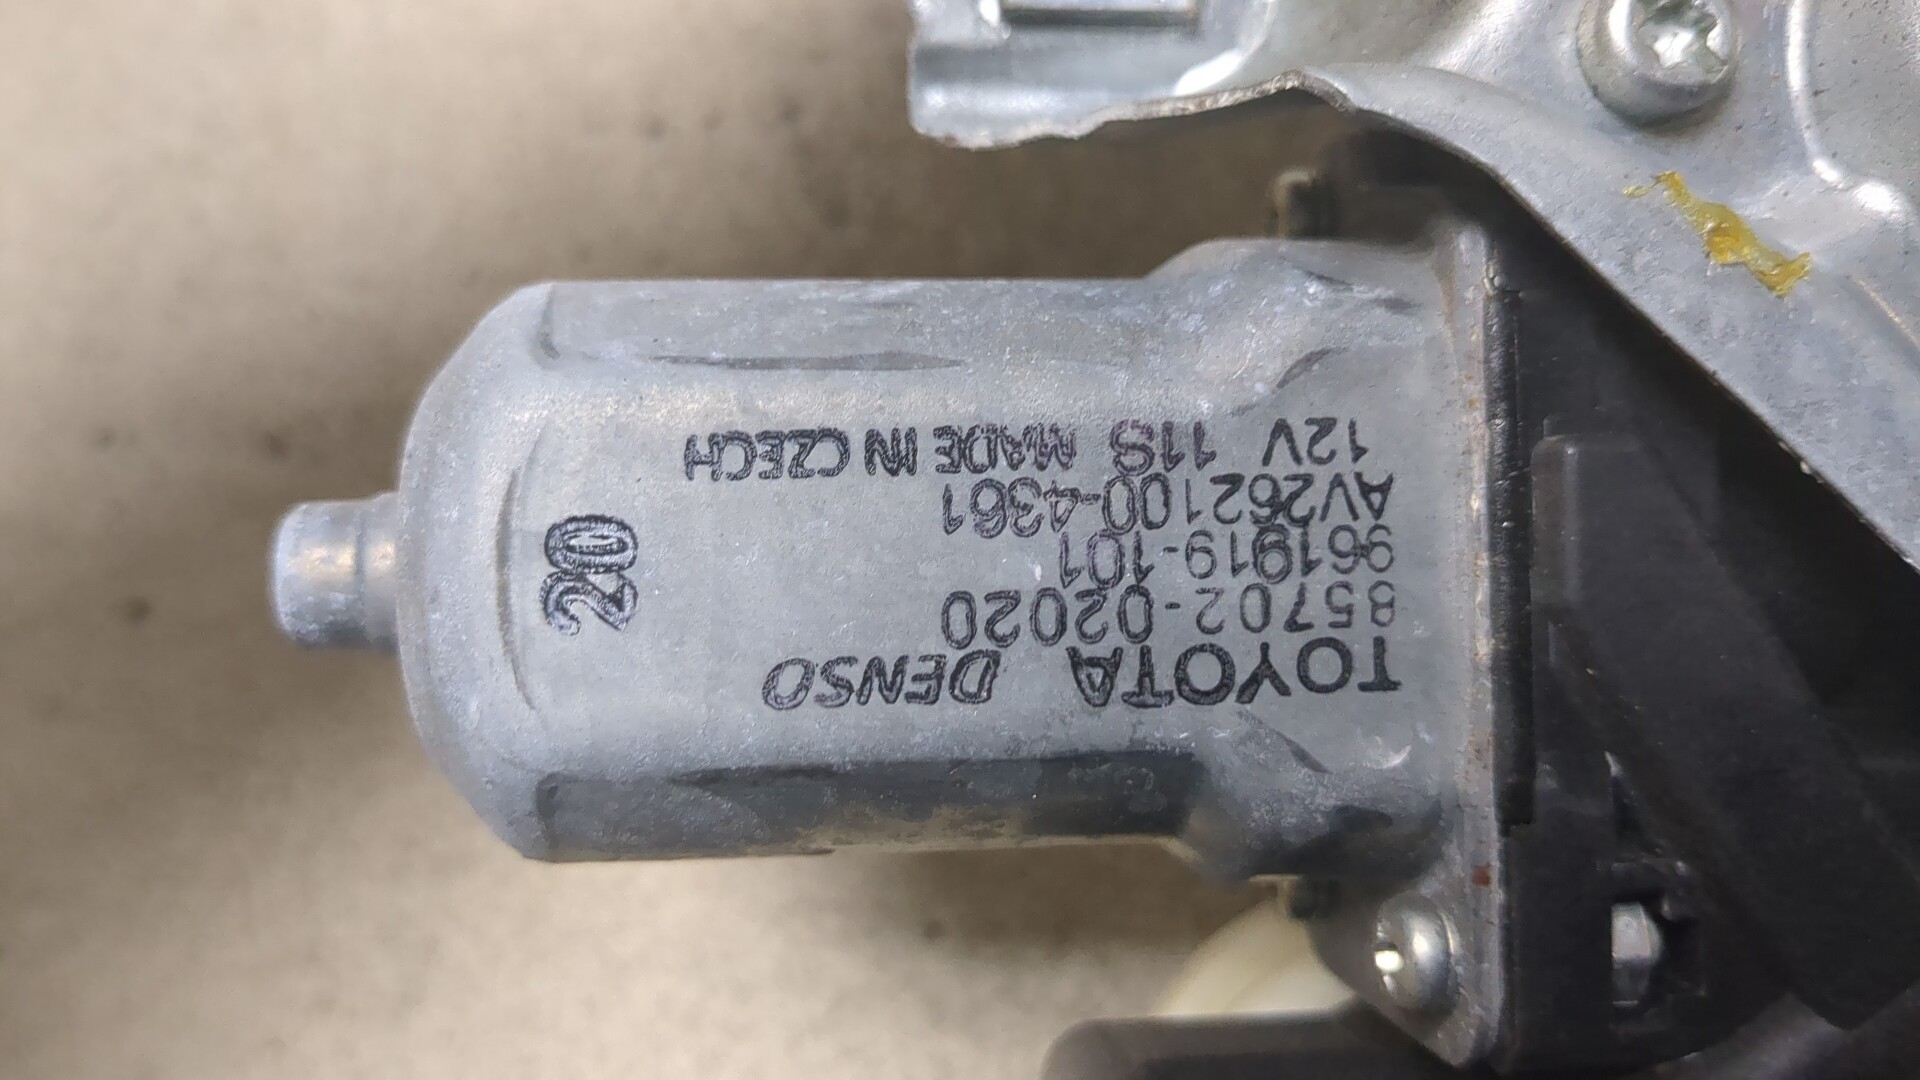 TOYOTA DENSO
85702-02020
961919-101
AV262100-4361
12V 11S MADE IN CZECH
20